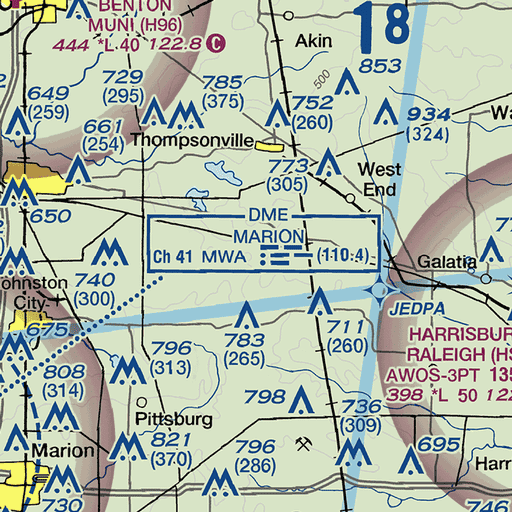 BENTON
MUNI (H96)
444 *L 40 122.8 C
Akin
18
500
853
649
(259)
729
(295)
785
(375)
752
(260)
934
(324)
661
(254)
Thompsonville
773
(305)
West
End
650
DME
MARION
Ch 41 MWA (110.4)
740
(300)
Galatia
Johnston
City
JEDPA
675
783
(265)
711
(260)
HARRISBUR
RALEIGH (HS
AWOS-3PT 135
398 *L 50 122
796
(313)
808
(314)
798
736
(309)
Pittsburg
821
(370)
Marion
796
(286)
695
Harr
730
746